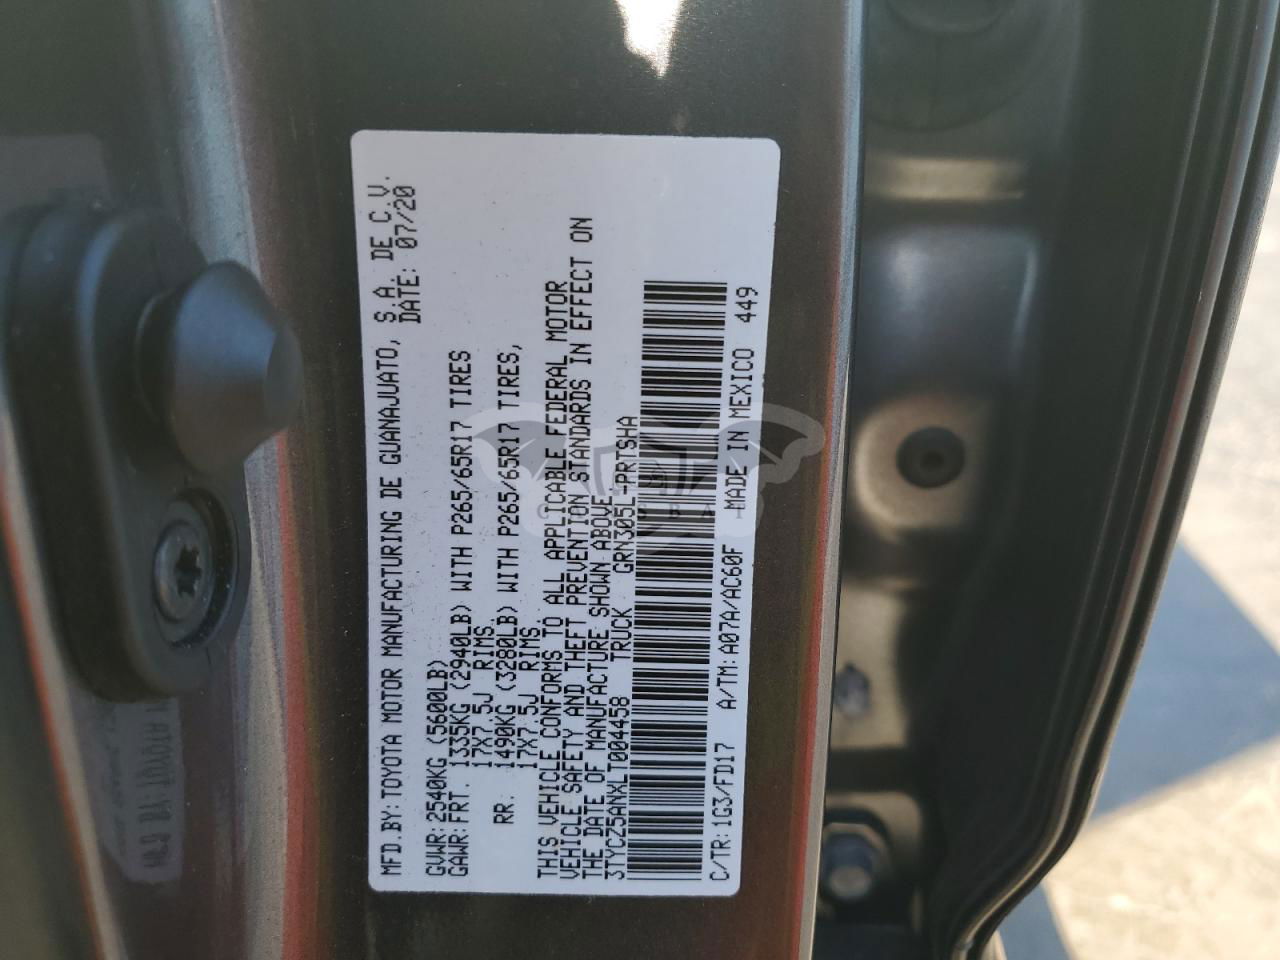 MFD.BY:TOYOTA MOTOR MANUFACTURING DE GUANAJUATO, S.A. DE C.V.
DATE: 07/20
GVWR:2540KG (5600LB)
GAWR:FRT. 1335KG (2940LB) WITH P265/65R17 TIRES
17X7.5J RIMS.
RR. 1490KG (3280LB) WITH P265/65R17 TIRES,
17X7.5J RIMS.
THIS VEHICLE CONFORMS TO ALL APPLICABLE FEDERAL MOTOR
VEHICLE SAFETY AND THEFT PREVENTION STANDARDS IN EFFECT ON
THE DATE OF MANUFACTURE SHOWN ABOVE.
3TYCZ5ANXLT004458 TRUCK GRN305L-PRTSHA
C/TR:1G3/FD17 A/TM:A07A/AC60F MADE IN MEXICO 449